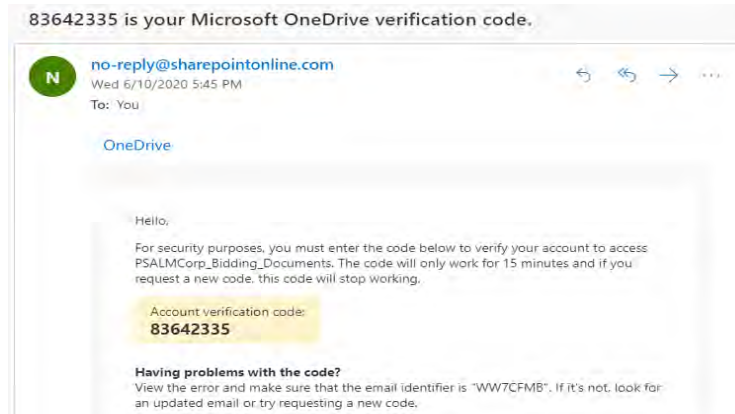 83642335 is your Microsoft OneDrive verification code.
N
no-reply@sharepointonline.com
Wed 6/10/2020 5:45 PM
To: You
OneDrive
Hello,
For security purposes, you must enter the code below to verify your account to access
PSALMCorp_Bidding_Documents. The code will only work for 15 minutes and if you
request a new code, this code will stop working.
Account verification code:
83642335
Having problems with the code?
View the error and make sure that the email identifier is "WW7CFMB". If it's not, look for
an updated email or try requesting a new code.